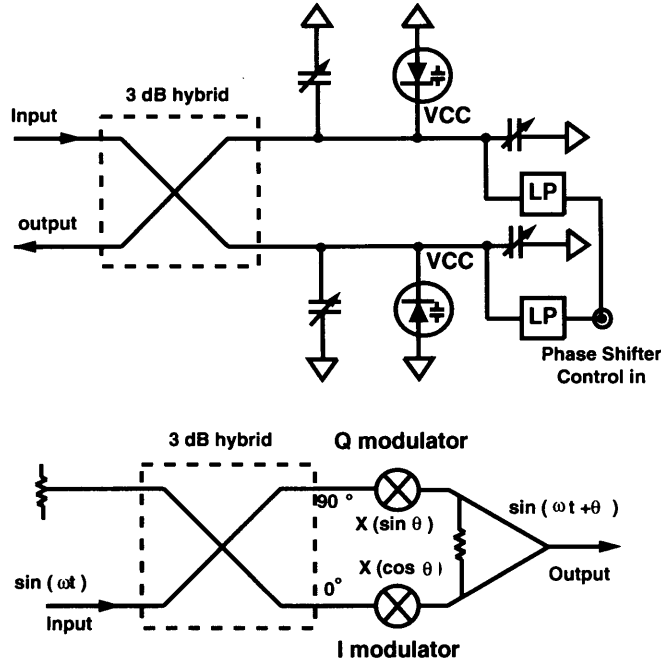 3 dB hybrid
Input
VCC
LP
output
VCC
LP
Phase Shifter
Control in
3 dB hybrid
Q modulator
90 °
X (sin θ)
sin ( ωt +θ )
sin ( ωt)
X (cos θ )
0°
Input
Output
I modulator